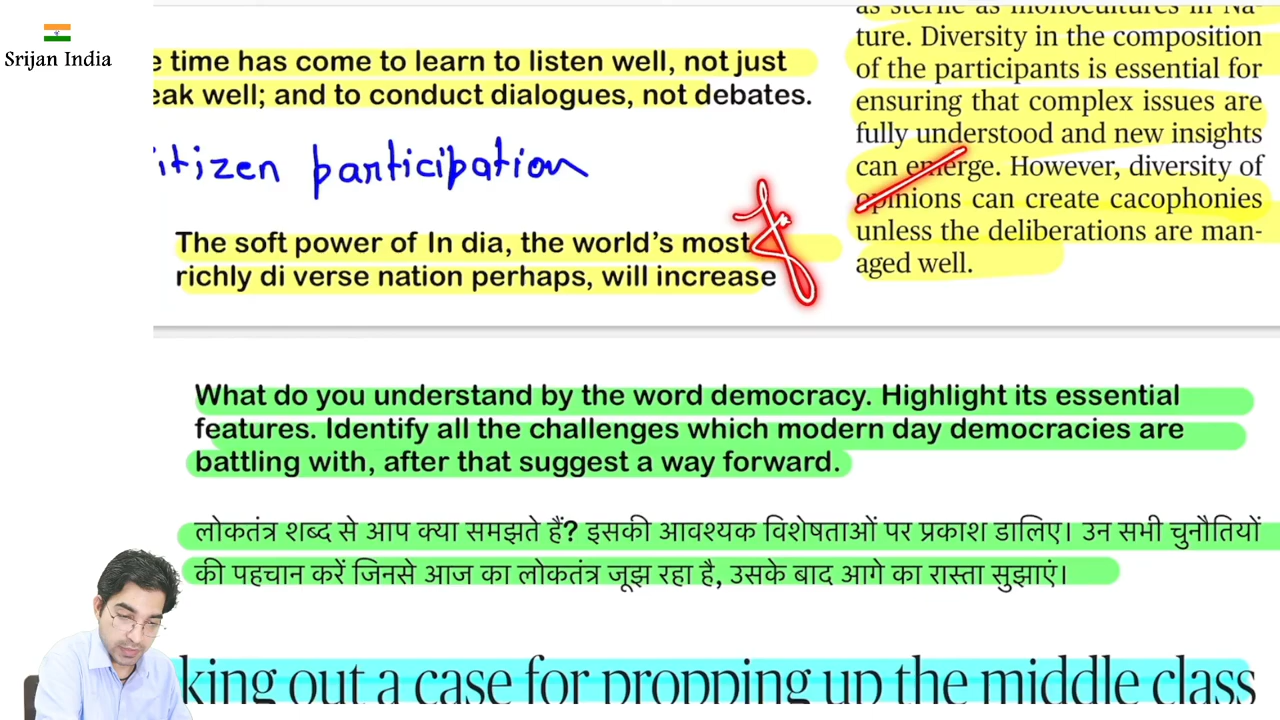 Srijan India
e time has come to learn to listen well, not just
eak well; and to conduct dialogues, not debates.
itizen participation
The soft power of In dia, the world's most
richly di verse nation perhaps, will increase
as sterile as monocultures in Na-
ture. Diversity in the composition
of the participants is essential for
ensuring that complex issues are
fully understood and new insights
can emerge. However, diversity of
opinions can create cacophonies
unless the deliberations are man-
aged well.
What do you understand by the word democracy. Highlight its essential
features. Identify all the challenges which modern day democracies are
battling with, after that suggest a way forward.
लोकतंत्र शब्द से आप क्या समझते हैं? इसकी आवश्यक विशेषताओं पर प्रकाश डालिए। उन सभी चुनौतियों
की पहचान करें जिनसे आज का लोकतंत्र जूझ रहा है, उसके बाद आगे का रास्ता सुझाएं।
king out a case for propping up the middle class